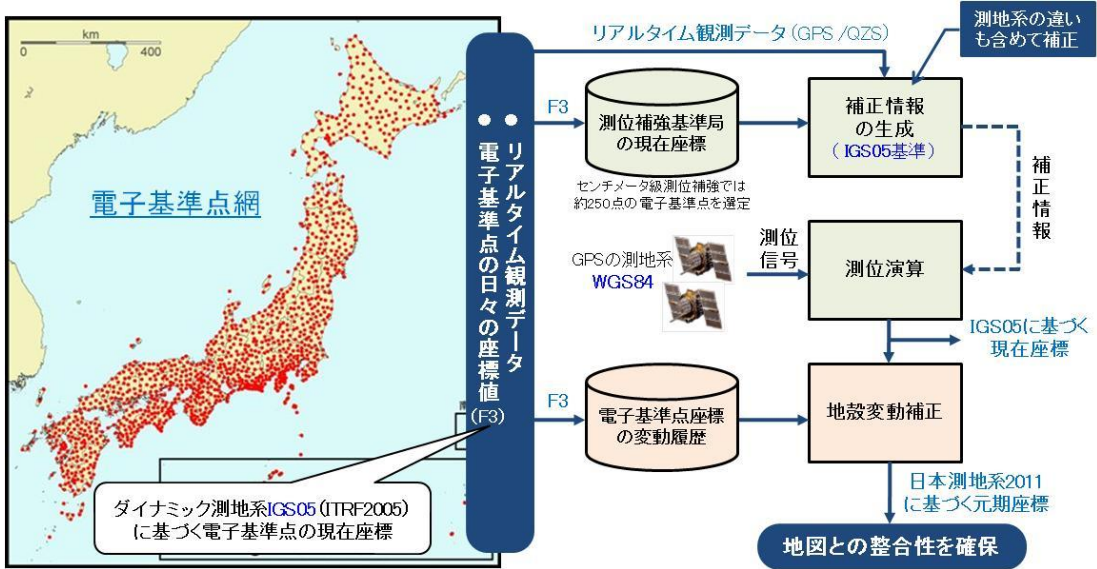 km
0
400
電子基準点網
ダイナミック測地系IGS05(ITRF2005)
に基づく電子基準点の現在座標
● リアルタイム観測データ
● 電子基準点の日々の座標値(F3)
リアルタイム観測データ(GPS/QZS)
測地系の違い
も含めて補正
F3
測位補強基準局
の現在座標
センチメータ級測位補強では
約250点の電子基準点を選定
補正情報
の生成
(IGS05基準)
補正情報
GPSの測地系
WGS84
測位
信号
測位演算
IGS05に基づく
現在座標
F3
電子基準点座標
の変動履歴
地殻変動補正
日本測地系2011
に基づく元期座標
地図との整合性を確保